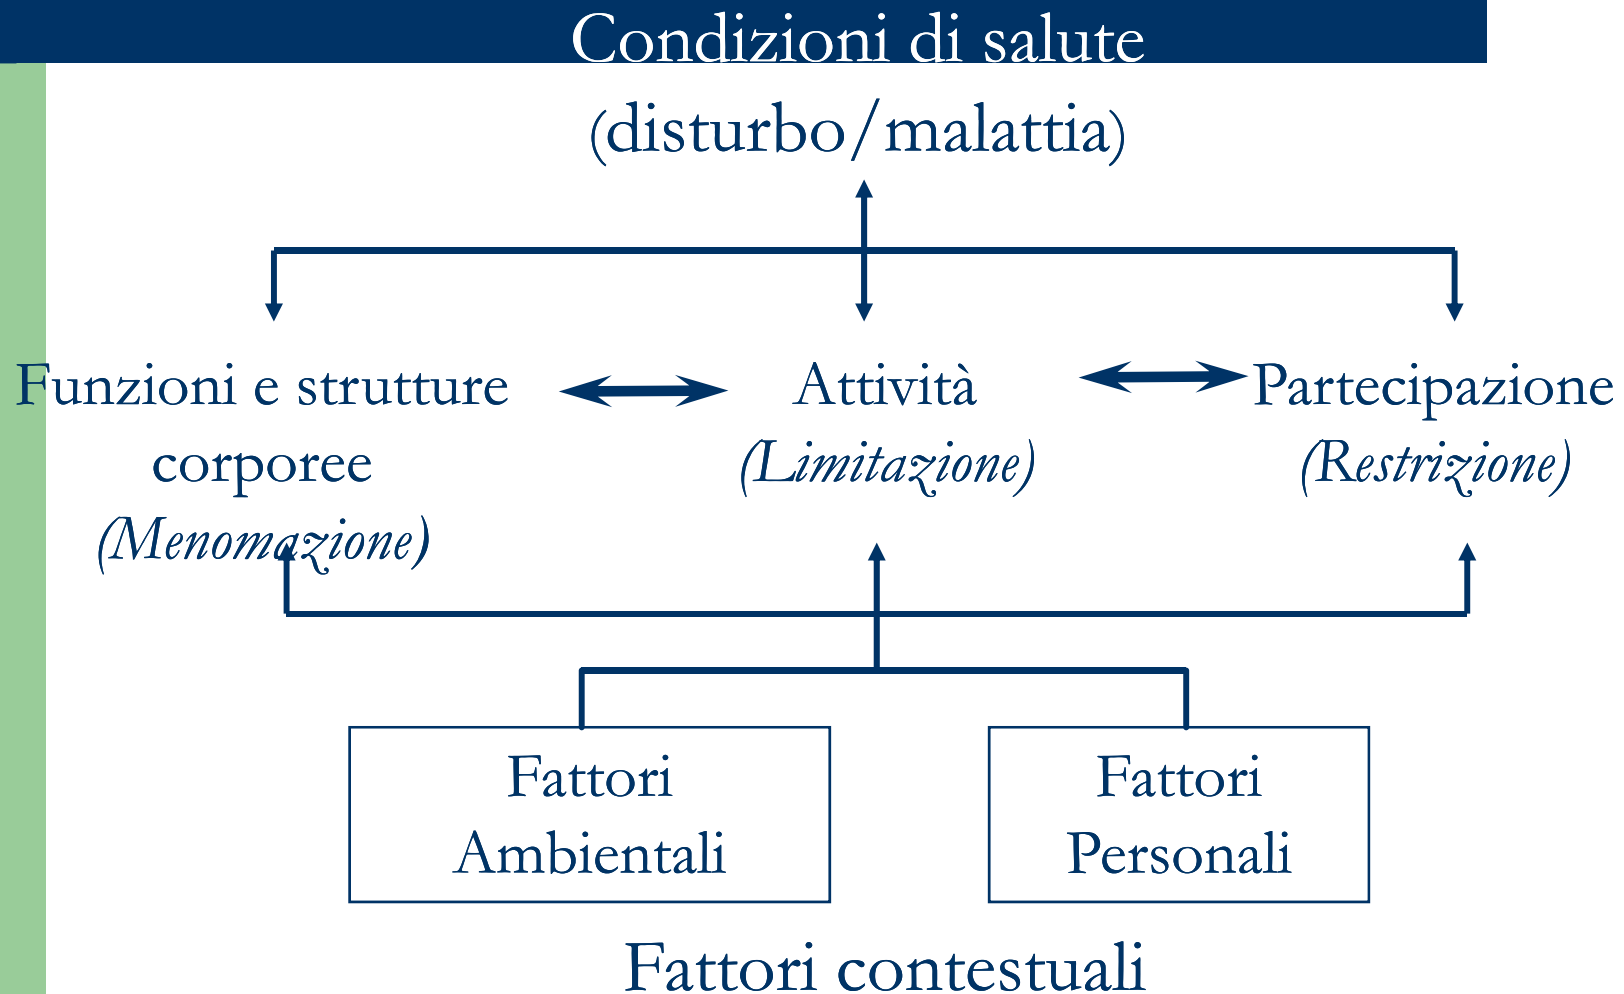 Condizioni di salute
(disturbo/malattia)
Funzioni e strutture
corporee
(Menomazione)
Attività
(Limitazione)
Partecipazione
(Restrizione)
Fattori
Ambientali
Fattori
Personali
Fattori contestuali